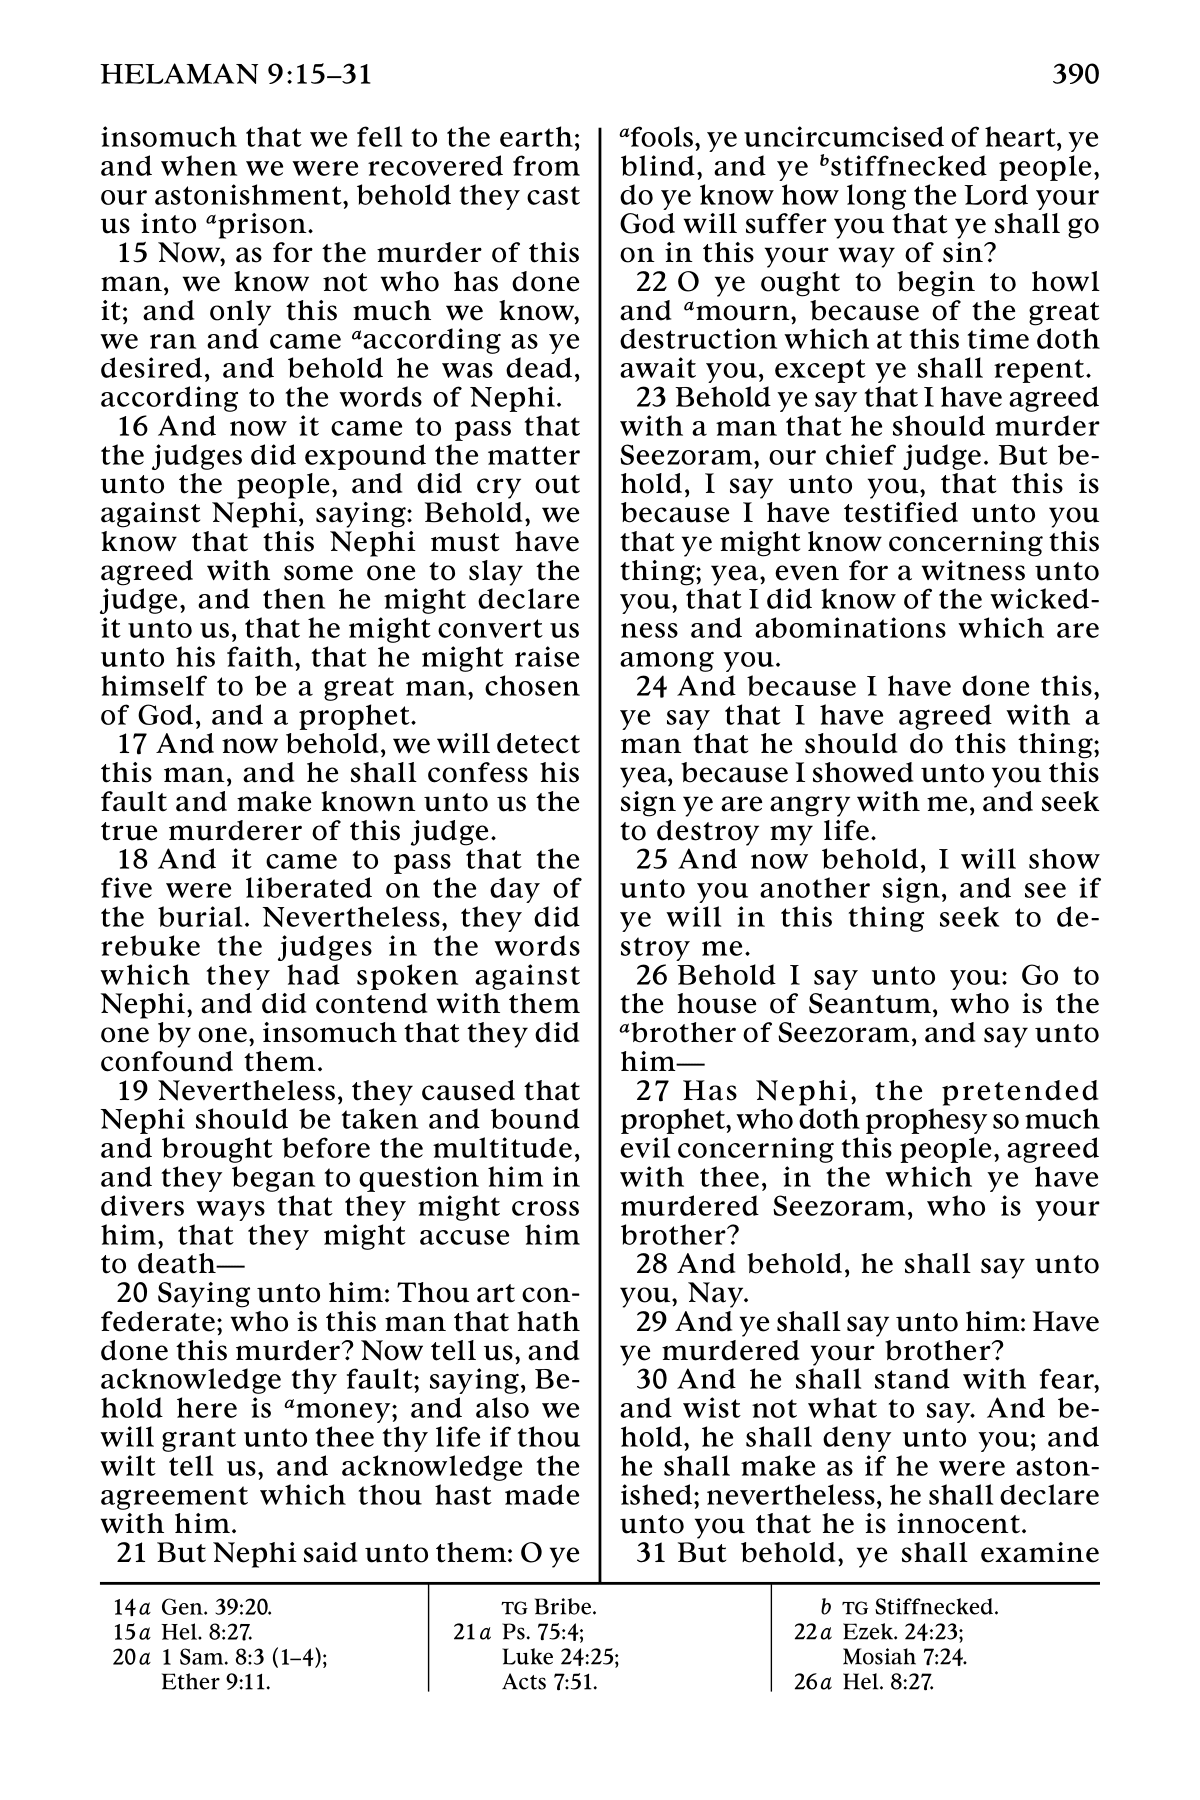 HELAMAN 9:15–31
390
insomuch that we fell to the earth;
and when we were recovered from
our astonishment, behold they cast
us into aprison.
15 Now, as for the murder of this
man, we know not who has done
it; and only this much we know,
we ran and came aaccording as ye
desired, and behold he was dead,
according to the words of Nephi.
16 And now it came to pass that
the judges did expound the matter
unto the people, and did cry out
against Nephi, saying: Behold, we
know that this Nephi must have
agreed with some one to slay the
judge, and then he might declare
it unto us, that he might convert us
unto his faith, that he might raise
himself to be a great man, chosen
of God, and a prophet.
17 And now behold, we will detect
this man, and he shall confess his
fault and make known unto us the
true murderer of this judge.
18 And it came to pass that the
five were liberated on the day of
the burial. Nevertheless, they did
rebuke the judges in the words
which they had spoken against
Nephi, and did contend with them
one by one, insomuch that they did
confound them.
19 Nevertheless, they caused that
Nephi should be taken and bound
and brought before the multitude,
and they began to question him in
divers ways that they might cross
him, that they might accuse him
to death—
20 Saying unto him: Thou art con-
federate; who is this man that hath
done this murder? Now tell us, and
acknowledge thy fault; saying, Be-
hold here is amoney; and also we
will grant unto thee thy life if thou
wilt tell us, and acknowledge the
agreement which thou hast made
with him.
21 But Nephi said unto them: O ye
afools, ye uncircumcised of heart, ye
blind, and ye bstiffnecked people,
do ye know how long the Lord your
God will suffer you that ye shall go
on in this your way of sin?
22 O ye ought to begin to howl
and amourn, because of the great
destruction which at this time doth
await you, except ye shall repent.
23 Behold ye say that I have agreed
with a man that he should murder
Seezoram, our chief judge. But be-
hold, I say unto you, that this is
because I have testified unto you
that ye might know concerning this
thing; yea, even for a witness unto
you, that I did know of the wicked-
ness and abominations which are
among you.
24 And because I have done this,
ye say that I have agreed with a
man that he should do this thing;
yea, because I showed unto you this
sign ye are angry with me, and seek
to destroy my life.
25 And now behold, I will show
unto you another sign, and see if
ye will in this thing seek to de-
stroy me.
26 Behold I say unto you: Go to
the house of Seantum, who is the
abrother of Seezoram, and say unto
him—
27 Has Nephi, the pretended
prophet, who doth prophesy so much
evil concerning this people, agreed
with thee, in the which ye have
murdered Seezoram, who is your
brother?
28 And behold, he shall say unto
you, Nay.
29 And ye shall say unto him: Have
ye murdered your brother?
30 And he shall stand with fear,
and wist not what to say. And be-
hold, he shall deny unto you; and
he shall make as if he were aston-
ished; nevertheless, he shall declare
unto you that he is innocent.
31 But behold, ye shall examine
14a Gen. 39:20.
15a Hel. 8:27.
20a 1 Sam. 8:3 (1–4);
Ether 9:11.
TG Bribe.
21a Ps. 75:4;
Luke 24:25;
Acts 7:51.
b TG Stiffnecked.
22a Ezek. 24:23;
Mosiah 7:24.
26a Hel. 8:27.